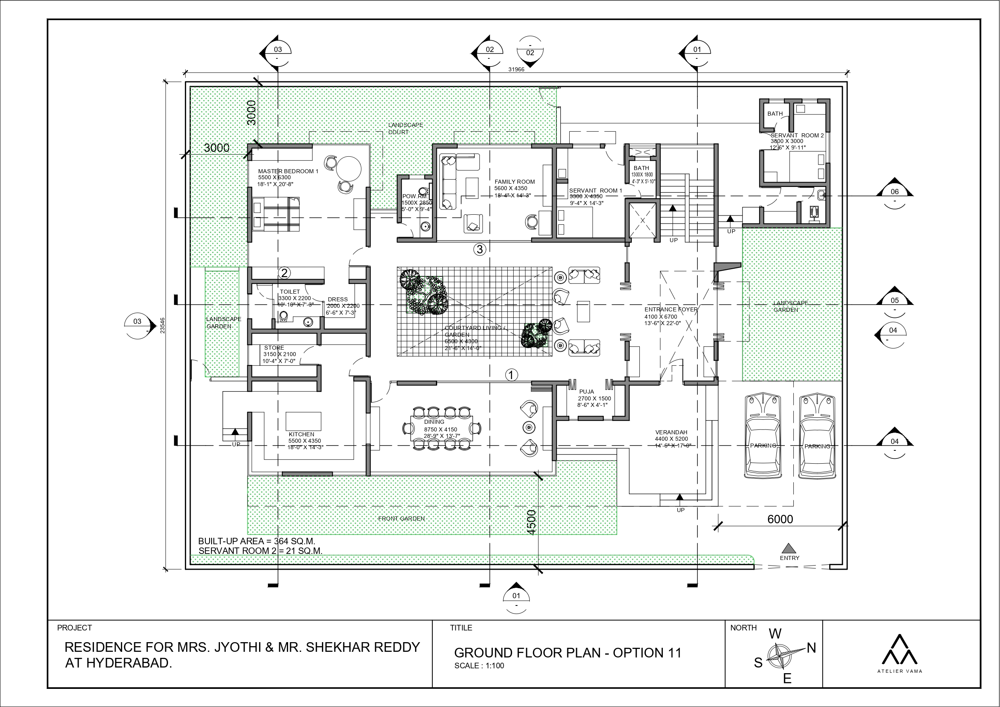 03
-
02
-
-
02
01
-
31966
3000
3000
23546
LANDSCAPE
COURT
BATH
SERVANT ROOM 2
3800 X 3000
12'-6" X 9'-11"
MASTER BEDROOM 1
5500 X 6300
18'-1" X 20'-8"
POW.RM.
1500X 2850
5'-0" X 9'-4"
FAMILY ROOM
5600 X 4350
18'-4" X 14'-3"
SERVANT ROOM 1
3300 X 4350
9'-4" X 14'-3"
BATH
1300X 1800
4'-3" X 5'-10"
UP
UP
06
-
3
2
TOILET
3300 X 2200
10'-10" X 7'-3"
DRESS
2000 X 2200
6'-6" X 7'-3"
LANDSCAPE
GARDEN
03
-
COURTYARD LIVING /
GARDEN
6500 X 4300
21'-6" X 14'-0"
ENTRANCE FOYER
4100 X 6700
13'-6" X 22'-0"
LANDSCAPE
GARDEN
05
-
04
-
STORE
3150 X 2100
10'-4" X 7'-0"
1
PUJA
2700 X 1500
8'-6" X 4'-1"
DINING
8750 X 4150
28'-9" X 13'-7"
KITCHEN
5500 X 4350
18'-0" X 14'-3"
UP
VERANDAH
4400 X 5200
14'-6" X 17'-0"
PARKING
PARKING
04
-
UP
FRONT GARDEN
4500
6000
BUILT-UP AREA = 364 SQ.M.
SERVANT ROOM 2 = 21 SQ.M.
ENTRY
01
-
PROJECT
RESIDENCE FOR MRS. JYOTHI & MR. SHEKHAR REDDY
AT HYDERABAD.
TITILE
GROUND FLOOR PLAN - OPTION 11
SCALE : 1:100
NORTH
W
N
S
E
ATELIER VAMA